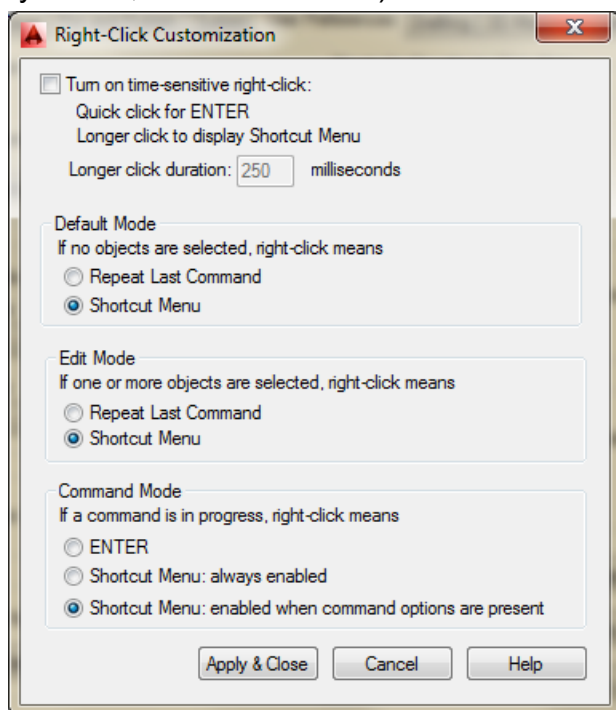 Right-Click Customization
Turn on time-sensitive right-click:
Quick click for ENTER
Longer click to display Shortcut Menu
Longer click duration: 250 milliseconds
Default Mode
If no objects are selected, right-click means
Repeat Last Command
Shortcut Menu
Edit Mode
If one or more objects are selected, right-click means
Repeat Last Command
Shortcut Menu
Command Mode
If a command is in progress, right-click means
ENTER
Shortcut Menu: always enabled
Shortcut Menu: enabled when command options are present
Apply & Close Cancel Help